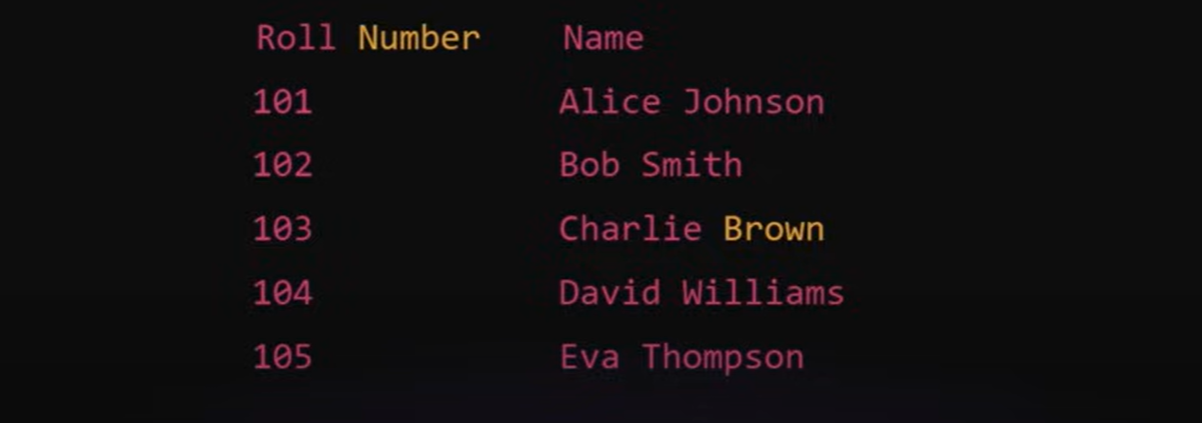 Roll Number Name
101 Alice Johnson
102 Bob Smith
103 Charlie Brown
104 David Williams
105 Eva Thompson